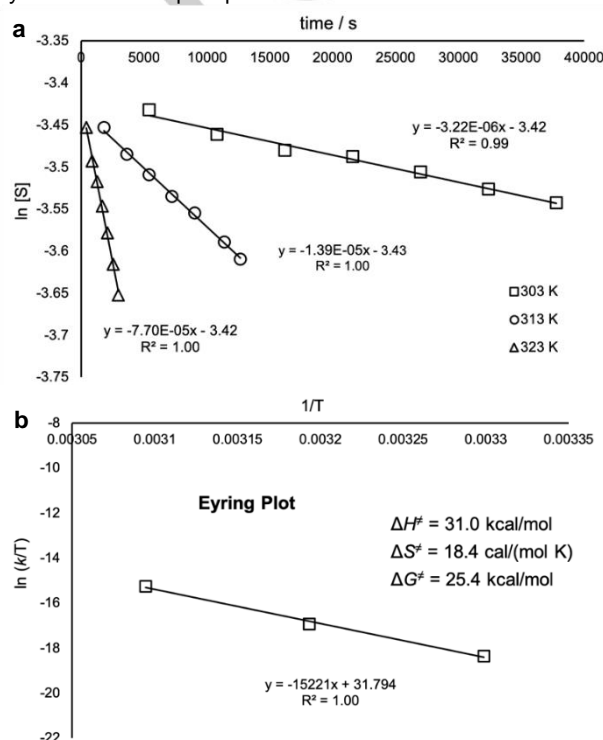 a
time / s
0 5000 10000 15000 20000 25000 30000 35000 40000
-3.35
-3.4
-3.45
-3.5
-3.55
-3.6
-3.65
-3.7
-3.75
ln [S]
y = -3.22E-06x - 3.42
R² = 0.99
y = -1.39E-05x - 3.43
R² = 1.00
y = -7.70E-05x - 3.42
R² = 1.00
303 K
313 K
323 K
b
1/T
0.00305 0.0031 0.00315 0.0032 0.00325 0.0033 0.00335
-8
-10
-12
-14
-16
-18
-20
-22
ln (k/T)
Eyring Plot
ΔH≠ = 31.0 kcal/mol
ΔS≠ = 18.4 cal/(mol K)
ΔG≠ = 25.4 kcal/mol
y = -15221x + 31.794
R² = 1.00